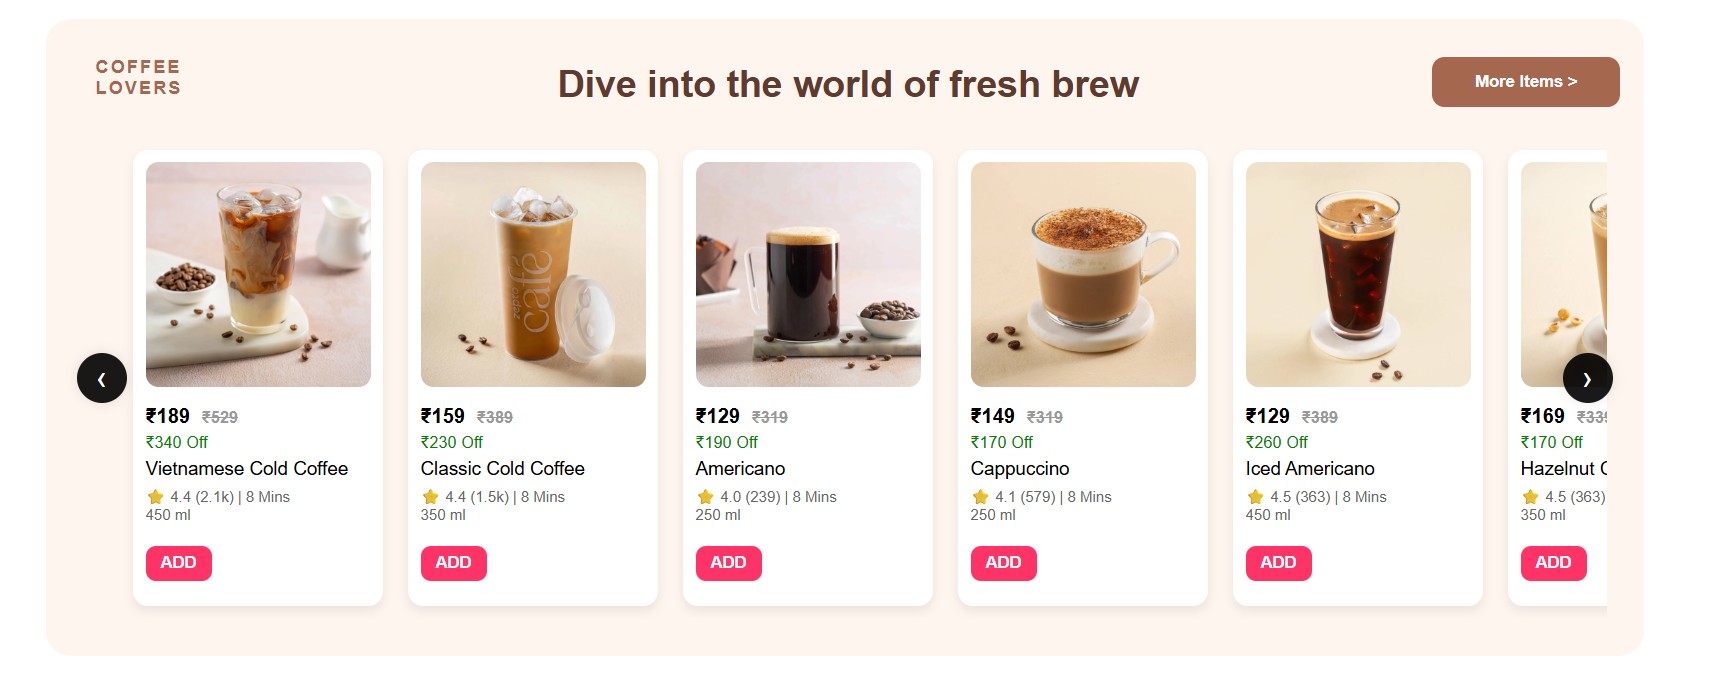 COFFEE
LOVERS
Dive into the world of fresh brew
More Items >
zepto
café
₹189 ₹529
₹340 Off
Vietnamese Cold Coffee
4.4 (2.1k) | 8 Mins
450 ml
ADD
₹159 ₹389
₹230 Off
Classic Cold Coffee
4.4 (1.5k) | 8 Mins
350 ml
ADD
₹129 ₹319
₹190 Off
Americano
4.0 (239) | 8 Mins
250 ml
ADD
₹149 ₹319
₹170 Off
Cappuccino
4.1 (579) | 8 Mins
250 ml
ADD
₹129 ₹389
₹260 Off
Iced Americano
4.5 (363) | 8 Mins
450 ml
ADD
₹169
₹170 Off
Hazelnut
4.5 (363)
350 ml
ADD